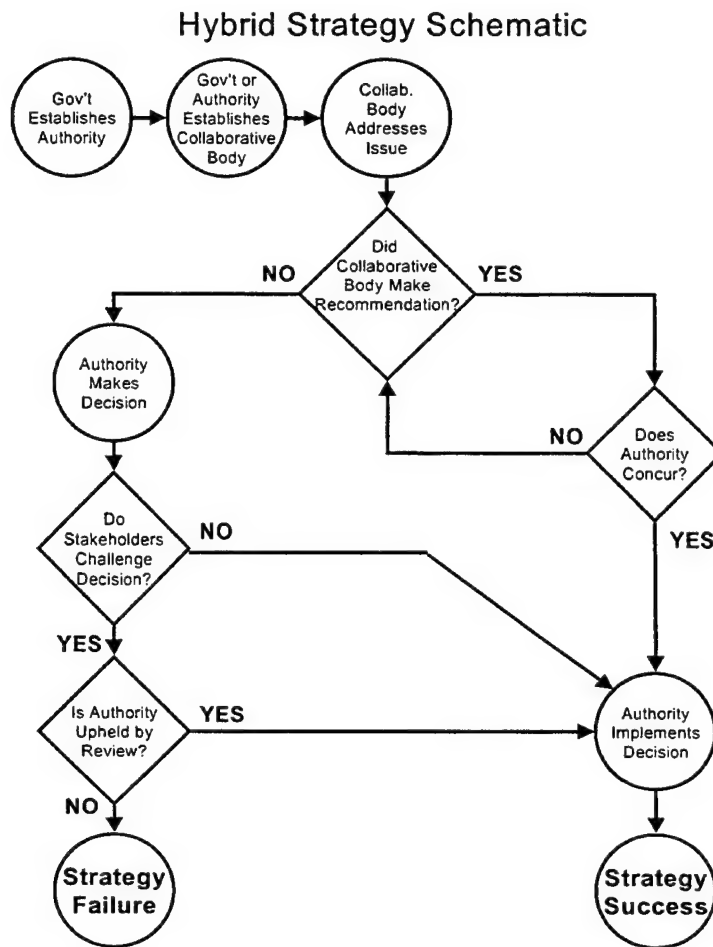 Hybrid Strategy Schematic
Gov't
Establishes
Authority
Gov't or
Authority
Establishes
Collaborative
Body
Collab.
Body
Addresses
Issue
Did
Collaborative
Body Make
Recommendation?
NO
YES
Authority
Makes
Decision
NO
Does
Authority
Concur?
Do
Stakeholders
Challenge
Decision?
NO
YES
YES
Is Authority
Upheld by
Review?
YES
Authority
Implements
Decision
NO
Strategy
Failure
Strategy
Success